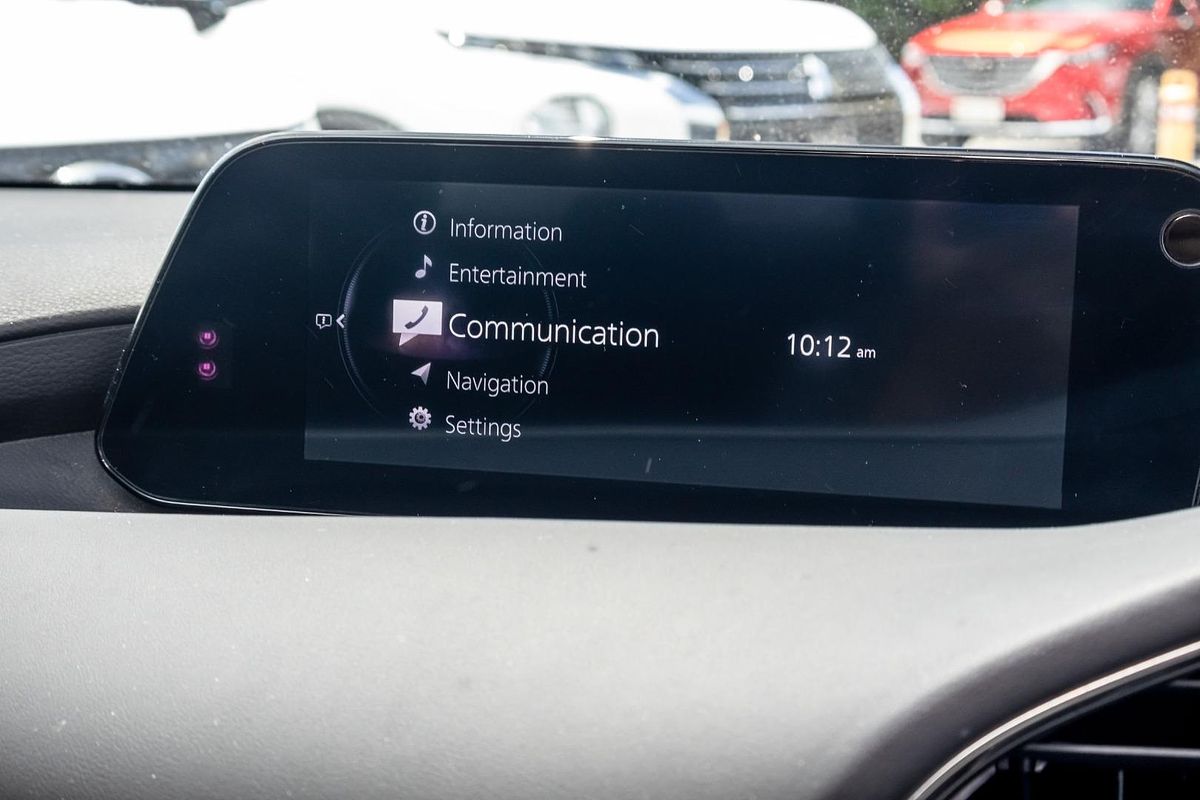 Information
Entertainment
Communication
10:12 am
Navigation
Settings